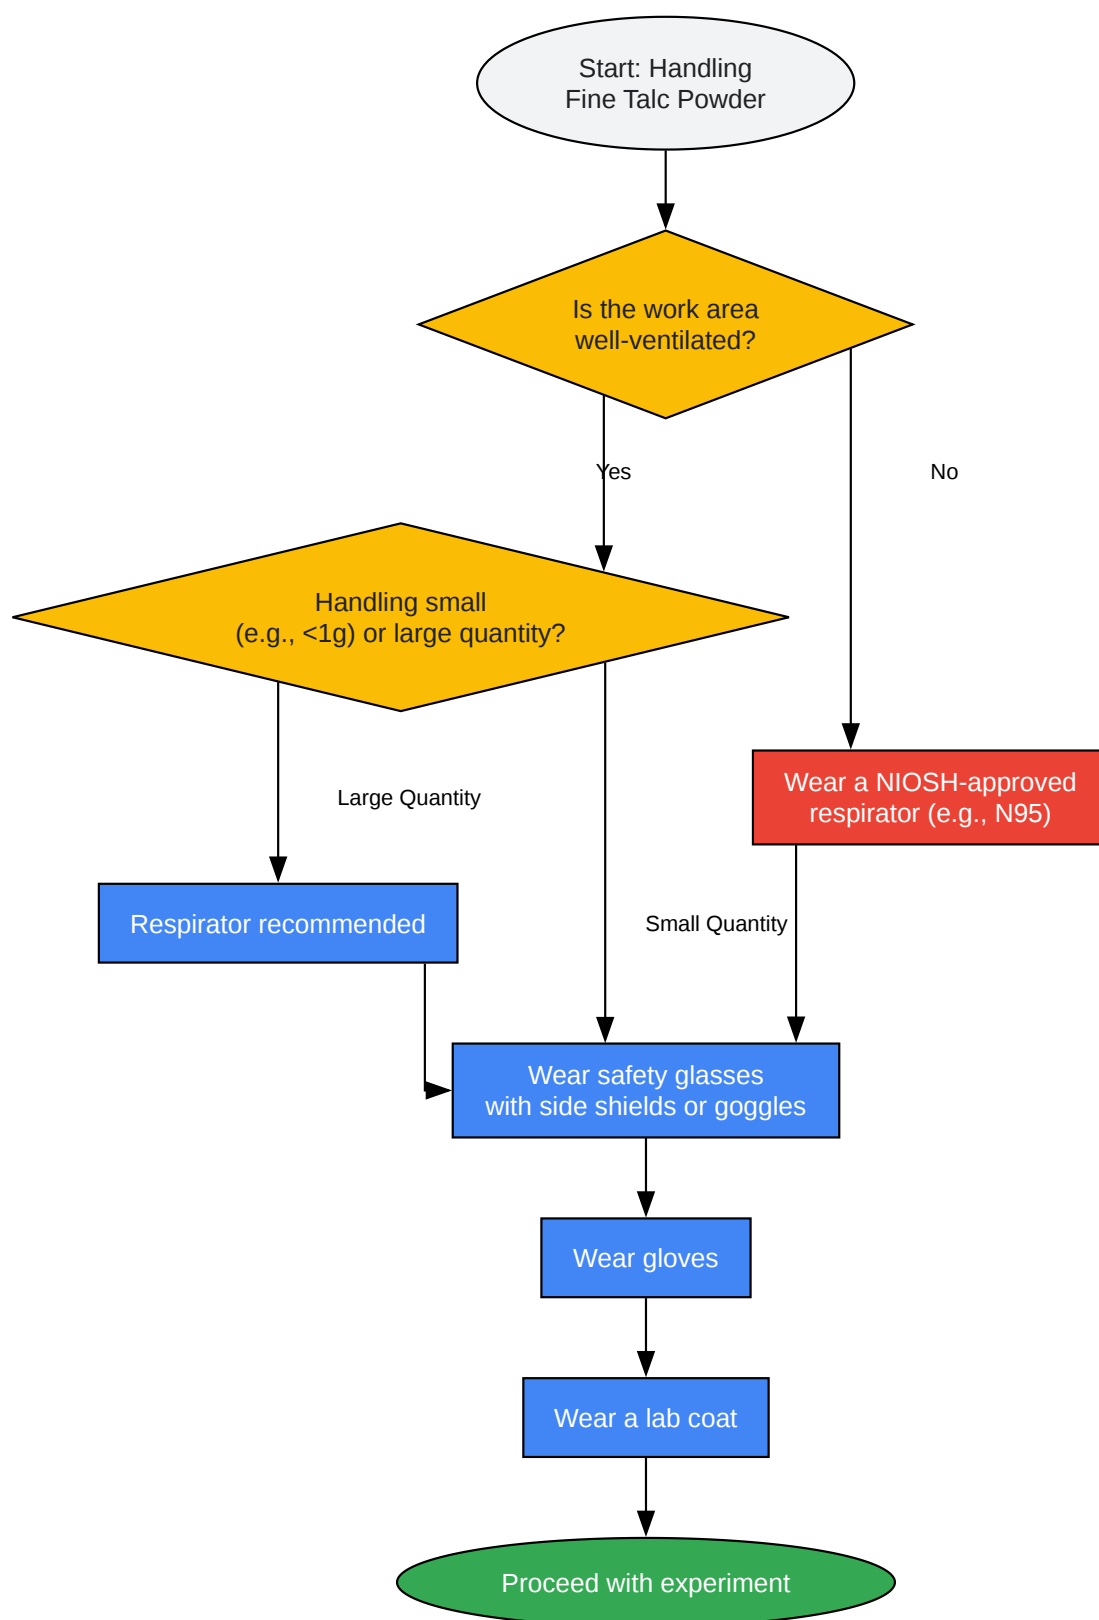 Start: Handling
Fine Talc Powder
Is the work area
well-ventilated?
Yes
No
Handling small
(e.g., <1g) or large quantity?
Wear a NIOSH-approved
respirator (e.g., N95)
Large Quantity
Respirator recommended
Small Quantity
Wear safety glasses
with side shields or goggles
Wear gloves
Wear a lab coat
Proceed with experiment